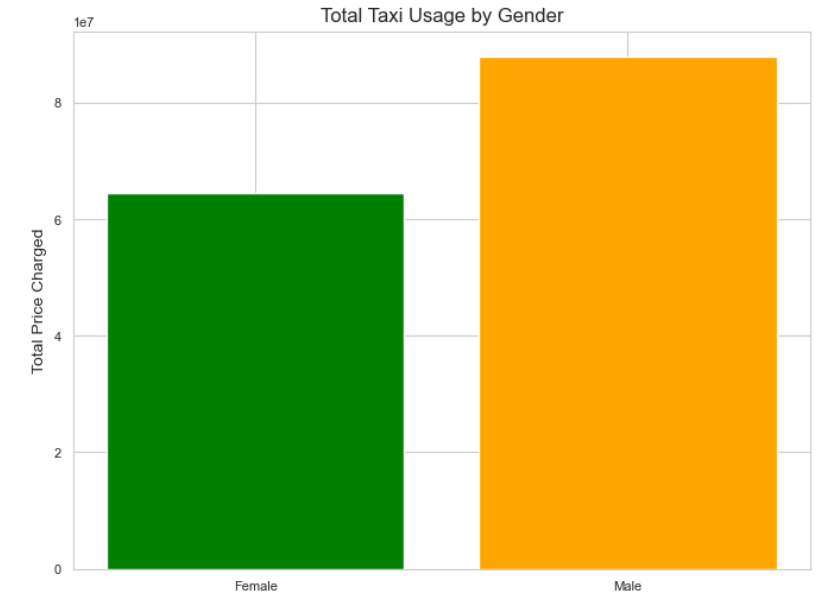 Total Taxi Usage by Gender
1e7
8
6
4
2
0
Total Price Charged
Female
Male